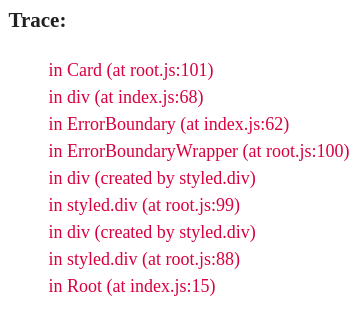 Trace:
in Card (at root.js:101)
in div (at index.js:68)
in ErrorBoundary (at index.js:62)
in ErrorBoundaryWrapper (at root.js:100)
in div (created by styled.div)
in styled.div (at root.js:99)
in div (created by styled.div)
in styled.div (at root.js:88)
in Root (at index.js:15)